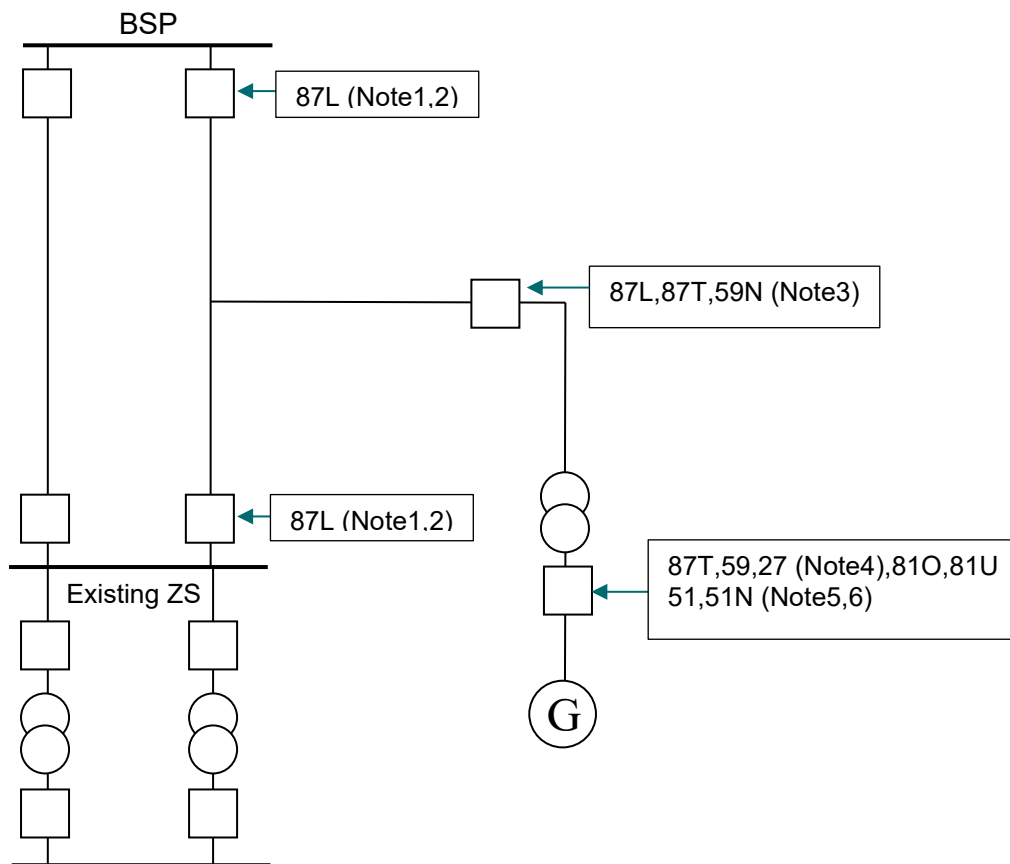 BSP
87L (Note1,2)
87L,87T,59N (Note3)
87L (Note1,2)
87T,59,27 (Note4),81O,81U
51,51N (Note5,6)
Existing ZS
G